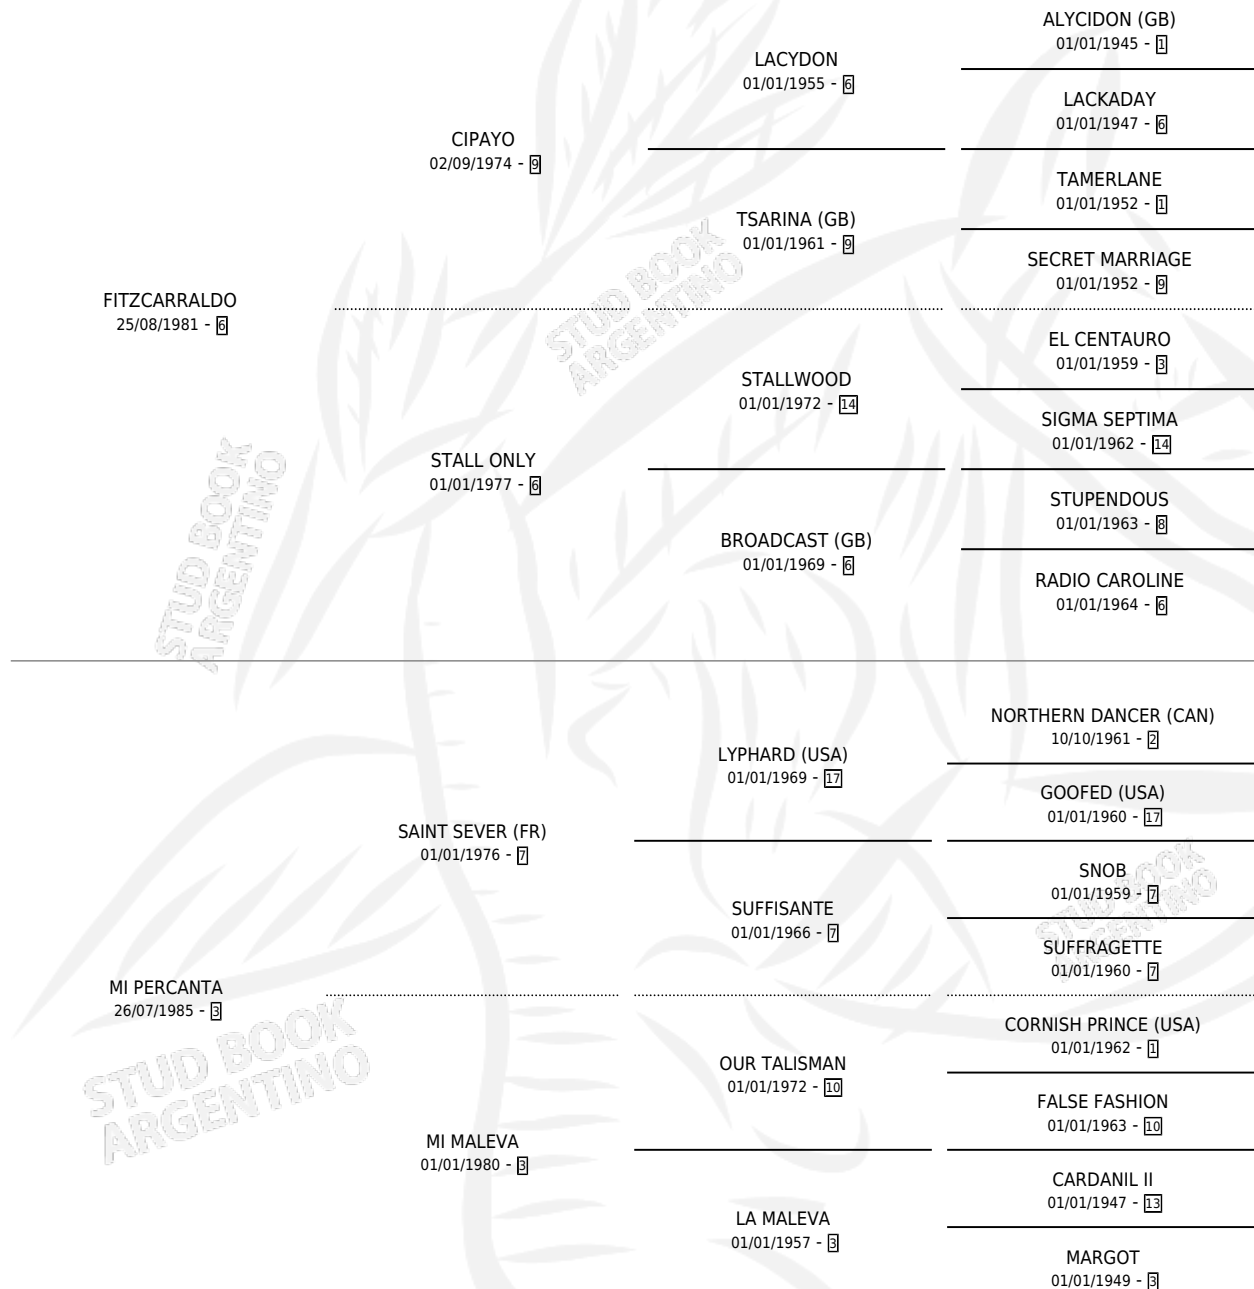 FITZCARRALDO
25/08/1981 - 6
CIPAYO
02/09/1974 - 9
STALL ONLY
01/01/1977 - 6
LACYDON
01/01/1955 - 6
TSARINA (GB)
01/01/1961 - 9
STALLWOOD
01/01/1972 - 14
BROADCAST (GB)
01/01/1969 - 6
ALYCIDON (GB)
01/01/1945 - 1
LACKADAY
01/01/1947 - 6
TAMERLANE
01/01/1952 - 1
SECRET MARRIAGE
01/01/1952 - 9
EL CENTAURO
01/01/1959 - 3
SIGMA SEPTIMA
01/01/1962 - 14
STUPENDOUS
01/01/1963 - 8
RADIO CAROLINE
01/01/1964 - 6
MI PERCANTA
26/07/1985 - 3
SAINT SEVER (FR)
01/01/1976 - 7
MI MALEVA
01/01/1980 - 3
LYPHARD (USA)
01/01/1969 - 17
SUFFISANTE
01/01/1966 - 7
OUR TALISMAN
01/01/1972 - 10
LA MALEVA
01/01/1957 - 3
NORTHERN DANCER (CAN)
10/10/1961 - 2
GOOFED (USA)
01/01/1960 - 17
SNOB
01/01/1959 - 7
SUFFRAGETTE
01/01/1960 - 7
CORNISH PRINCE (USA)
01/01/1962 - 1
FALSE FASHION
01/01/1963 - 10
CARDANIL II
01/01/1947 - 13
MARGOT
01/01/1949 - 3
STUD BOOK
ARGENTINO
STUD BOOK
ARGENTINO
STUD BOOK
ARGENTINO
STUD BOOK
ARGENTINO